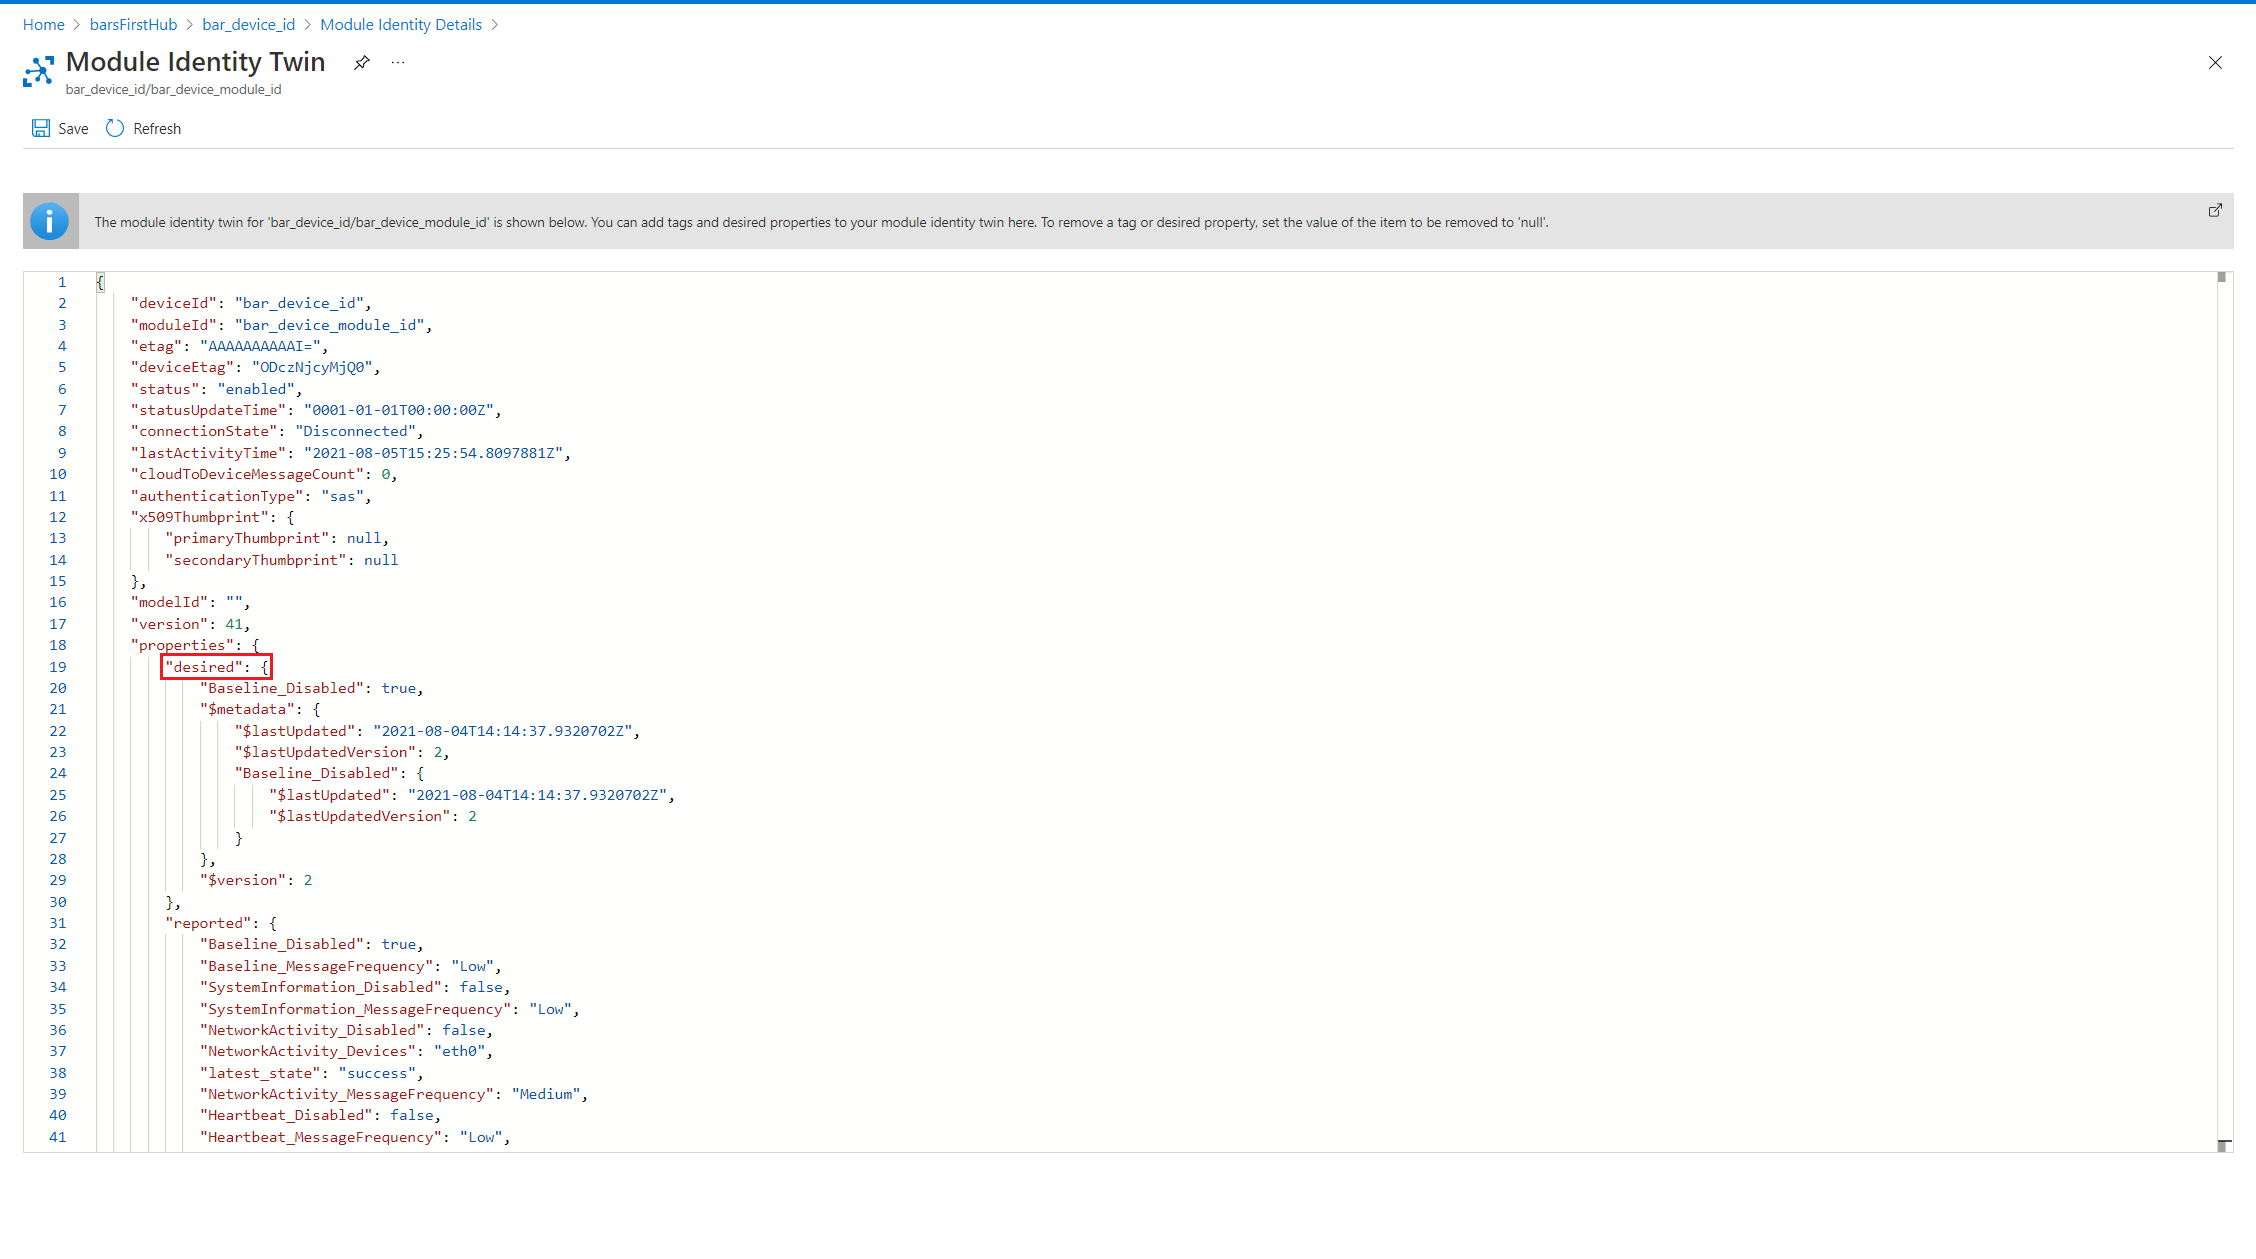 Home > barsFirstHub > bar_device_id > Module Identity Details >
Module Identity Twin
bar_device_id/bar_device_module_id
Save Refresh
The module identity twin for 'bar_device_id/bar_device_module_id' is shown below. You can add tags and desired properties to your module identity twin here. To remove a tag or desired property, set the value of the item to be removed to 'null'.
1 {
2 "deviceId": "bar_device_id",
3 "moduleId": "bar_device_module_id",
4 "etag": "AAAAAAAAAAI=",
5 "deviceEtag": "ODczNjcyMjQ0",
6 "status": "enabled",
7 "statusUpdateTime": "0001-01-01T00:00:00Z",
8 "connectionState": "Disconnected",
9 "lastActivityTime": "2021-08-05T15:25:54.8097881Z",
10 "cloudToDeviceMessageCount": 0,
11 "authenticationType": "sas",
12 "x509Thumbprint": {
13 "primaryThumbprint": null,
14 "secondaryThumbprint": null
15 },
16 "modelId": "",
17 "version": 41,
18 "properties": {
19 "desired": {
20 "Baseline_Disabled": true,
21 "$metadata": {
22 "$lastUpdated": "2021-08-04T14:14:37.9320702Z",
23 "$lastUpdatedVersion": 2,
24 "Baseline_Disabled": {
25 "$lastUpdated": "2021-08-04T14:14:37.9320702Z",
26 "$lastUpdatedVersion": 2
27 }
28 },
29 "$version": 2
30 },
31 "reported": {
32 "Baseline_Disabled": true,
33 "Baseline_MessageFrequency": "Low",
34 "SystemInformation_Disabled": false,
35 "SystemInformation_MessageFrequency": "Low",
36 "NetworkActivity_Disabled": false,
37 "NetworkActivity_Devices": "eth0",
38 "latest_state": "success",
39 "NetworkActivity_MessageFrequency": "Medium",
40 "Heartbeat_Disabled": false,
41 "Heartbeat_MessageFrequency": "Low",